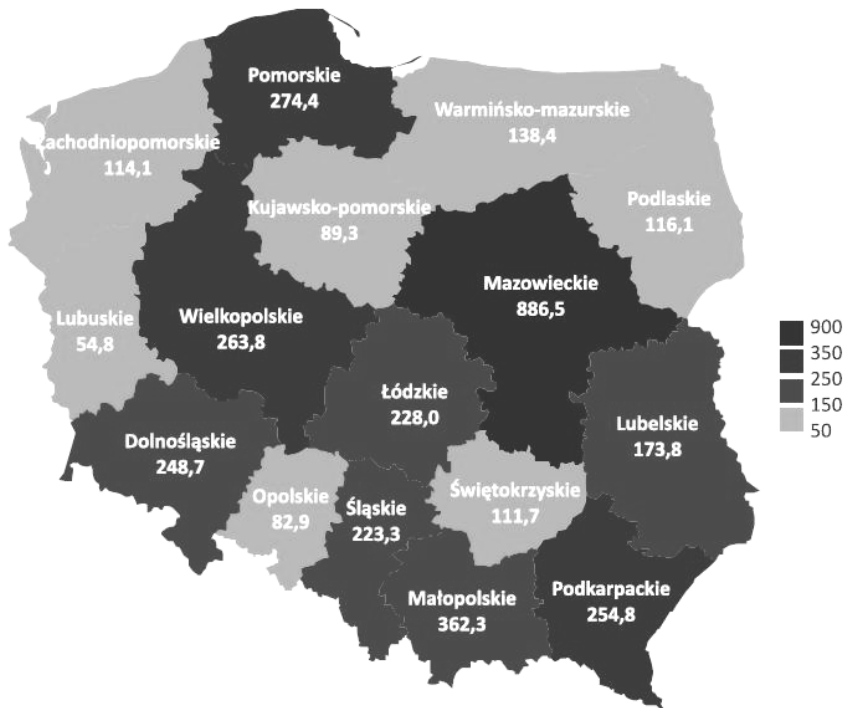 Pomorskie
274,4
Warmińsko-mazurskie
138,4
Zachodniopomorskie
114,1
Podlaskie
116,1
Kujawsko-pomorskie
89,3
Mazowieckie
886,5
Lubuskie
54,8
Wielkopolskie
263,8
900
350
250
150
50
Łódzkie
228,0
Lubelskie
173,8
Dolnośląskie
248,7
Opolskie
82,9
Śląskie
223,3
Świętokrzyskie
111,7
Małopolskie
362,3
Podkarpackie
254,8